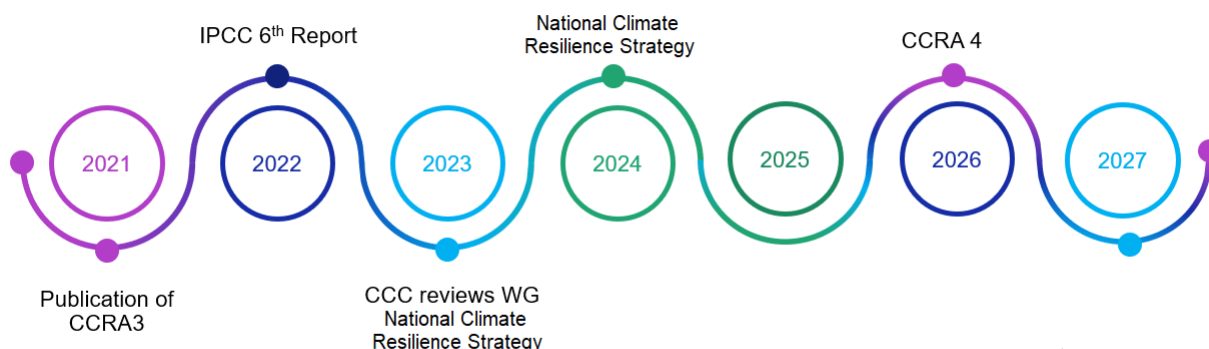 IPCC 6th Report
National Climate
Resilience Strategy
CCRA 4
2021
2022
2023
2024
2025
2026
2027
Publication of
CCRA3
CCC reviews WG
National Climate
Resilience Strategy